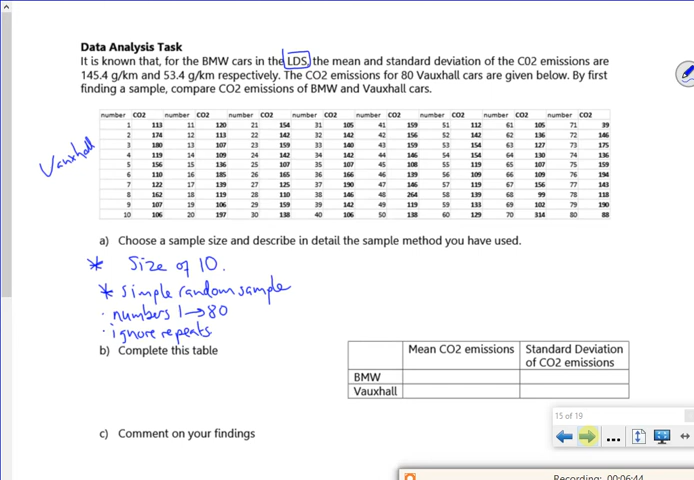 Data Analysis Task
It is known that, for the BMW cars in the LDS, the mean and standard deviation of the C02 emissions are
145.4 g/km and 53.4 g/km respectively. The CO2 emissions for 80 Vauxhall cars are given below. By first
finding a sample, compare CO2 emissions of BMW and Vauxhall cars.
number CO2 number CO2 number CO2 number CO2 number CO2 number CO2 number CO2 number CO2
1 113 11 120 21 154 31 105 41 159 51 112 61 105 71 39
2 174 12 113 22 142 32 142 42 156 52 142 62 136 72 146
3 180 13 107 23 159 33 140 43 159 53 154 63 127 73 175
4 119 14 109 24 142 34 142 44 146 54 154 64 130 74 136
5 156 15 136 25 107 35 107 45 108 55 119 65 107 75 159
6 110 16 185 26 165 36 166 46 139 56 109 66 109 76 194
7 122 17 139 27 125 37 190 47 146 57 119 67 156 77 143
8 162 18 119 28 110 38 146 48 264 58 139 68 99 78 118
9 107 19 106 29 159 39 142 49 119 59 133 69 102 79 190
10 106 20 197 30 138 40 106 50 138 60 129 70 314 80 88
Vauxhall
a) Choose a sample size and describe in detail the sample method you have used.
* Size of 10.
* simple random sample
· numbers 1→80
· ignore repeats
b) Complete this table
Mean CO2 emissions Standard Deviation
of CO2 emissions
BMW
Vauxhall
c) Comment on your findings
15 of 19
...
Recording: 00:06:44